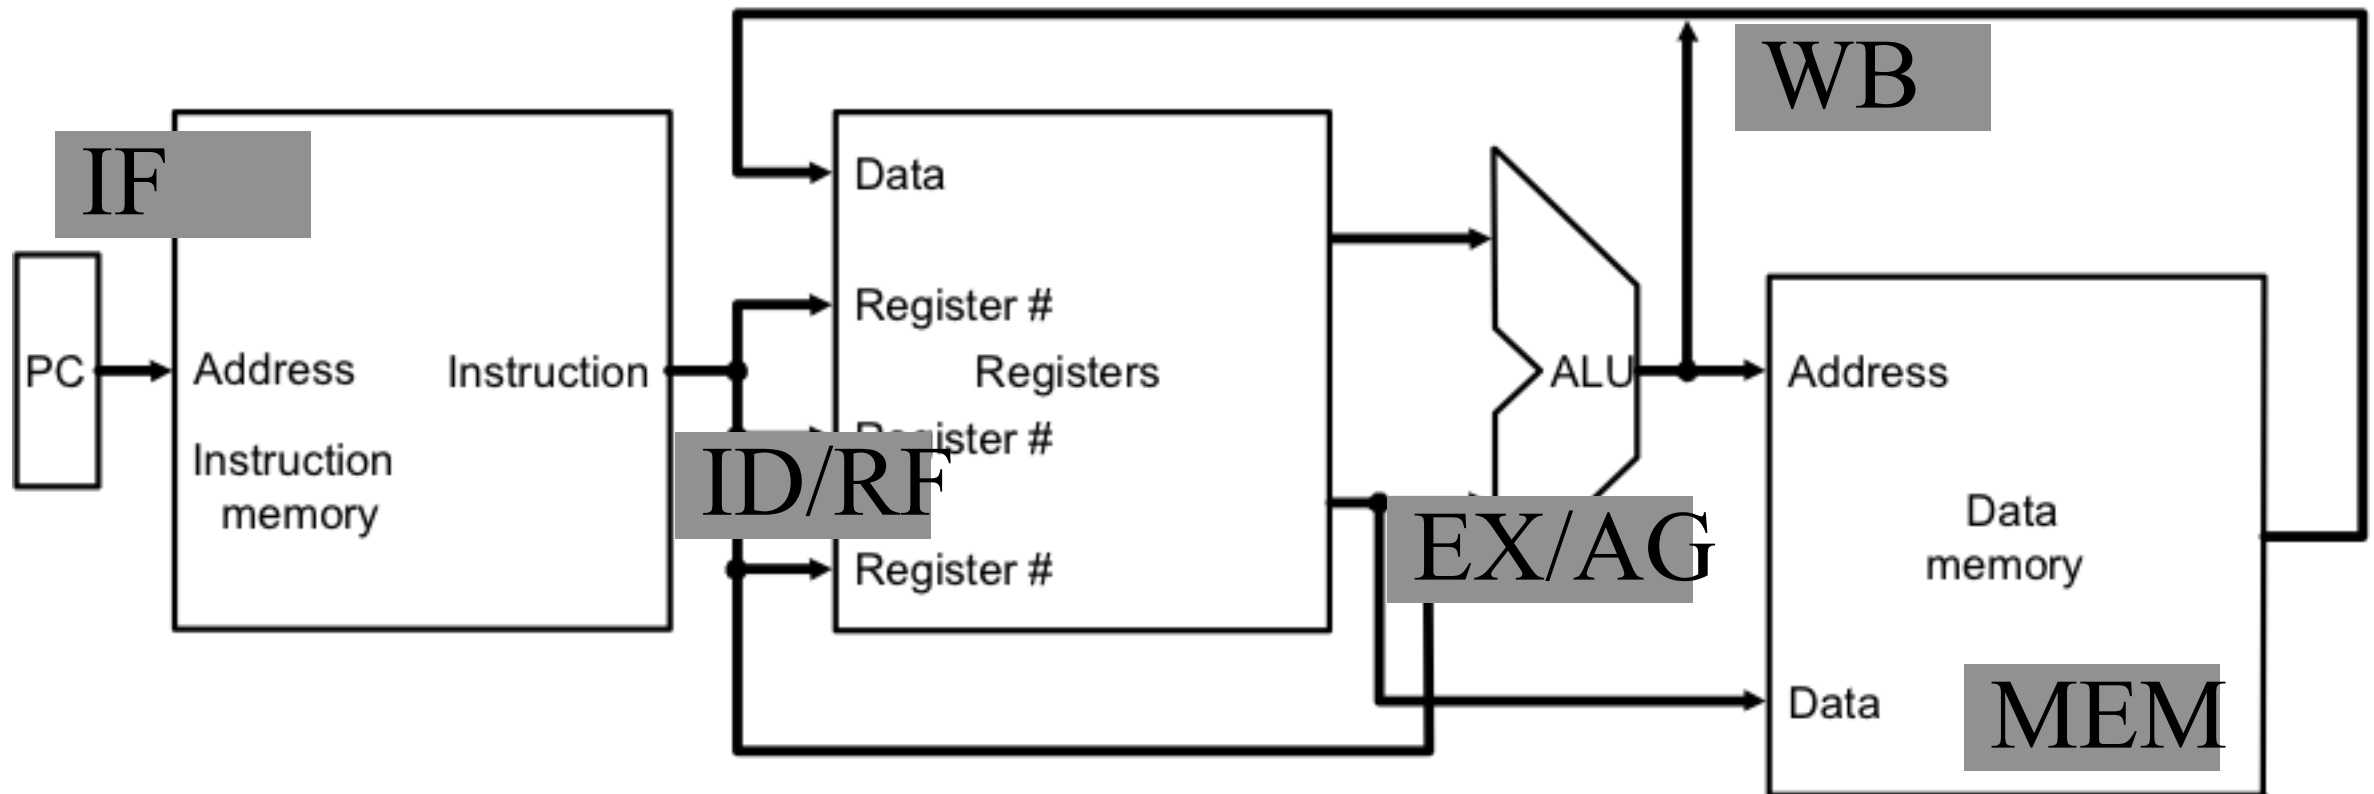 WB
IF
Data
Register #
PC
Address
Instruction
Registers
ALU
Address
Register #
Instruction
memory
ID/RF
EX/AG
Data
memory
Register #
Data
MEM